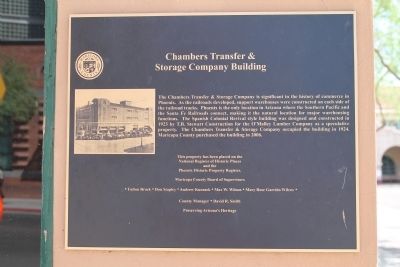 Chambers Transfer &
Storage Company Building
The Chambers Transfer & Storage Company is significant in the history of commerce in
Phoenix. As the railroads developed, support warehouses were constructed on each side of
the railroad tracks. Phoenix is the only location in Arizona where the Southern Pacific and
the Santa Fe Railroads connect, making it the natural location for major warehousing
functions. The Spanish Colonial Revival style building was designed and constructed in
1923 by T.B. Stewart Construction for the O'Malley Lumber Company as a speculative
property. The Chambers Transfer & Storage Company occupied the building in 1924.
Maricopa County purchased the building in 2006.
This property has been placed on the
National Register of Historic Places
and the
Phoenix Historic Property Register.
Maricopa County Board of Supervisors
* Fulton Brock * Don Stapley * Andrew Kunasek * Max W. Wilson * Mary Rose Garrido Wilcox *
County Manager * David R. Smith
Preserving Arizona's Heritage